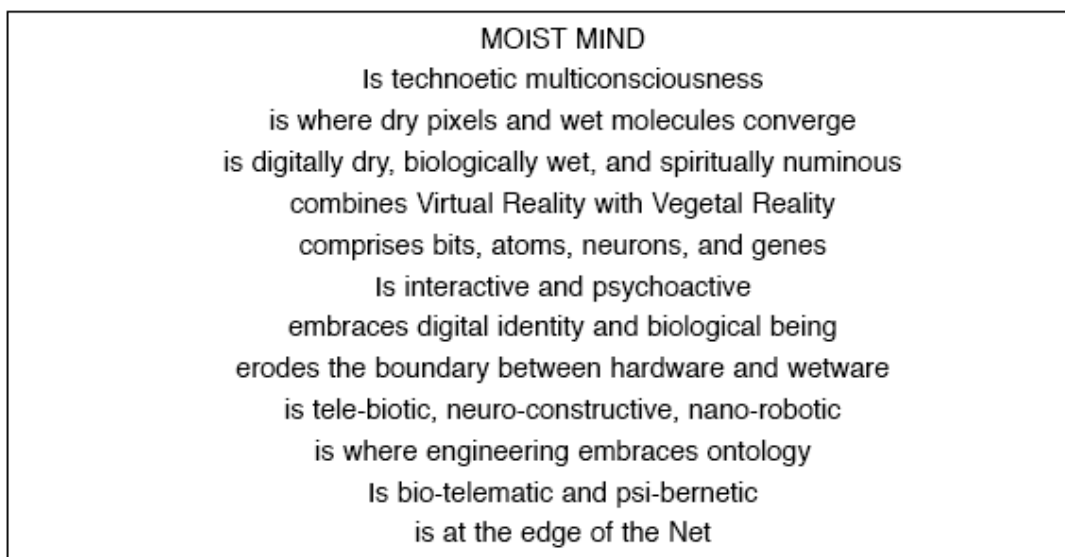 MOIST MIND
Is technoetic multiconsciousness
is where dry pixels and wet molecules converge
is digitally dry, biologically wet, and spiritually numinous
combines Virtual Reality with Vegetal Reality
comprises bits, atoms, neurons, and genes
Is interactive and psychoactive
embraces digital identity and biological being
erodes the boundary between hardware and wetware
is tele-biotic, neuro-constructive, nano-robotic
is where engineering embraces ontology
Is bio-telematic and psi-bernetic
is at the edge of the Net